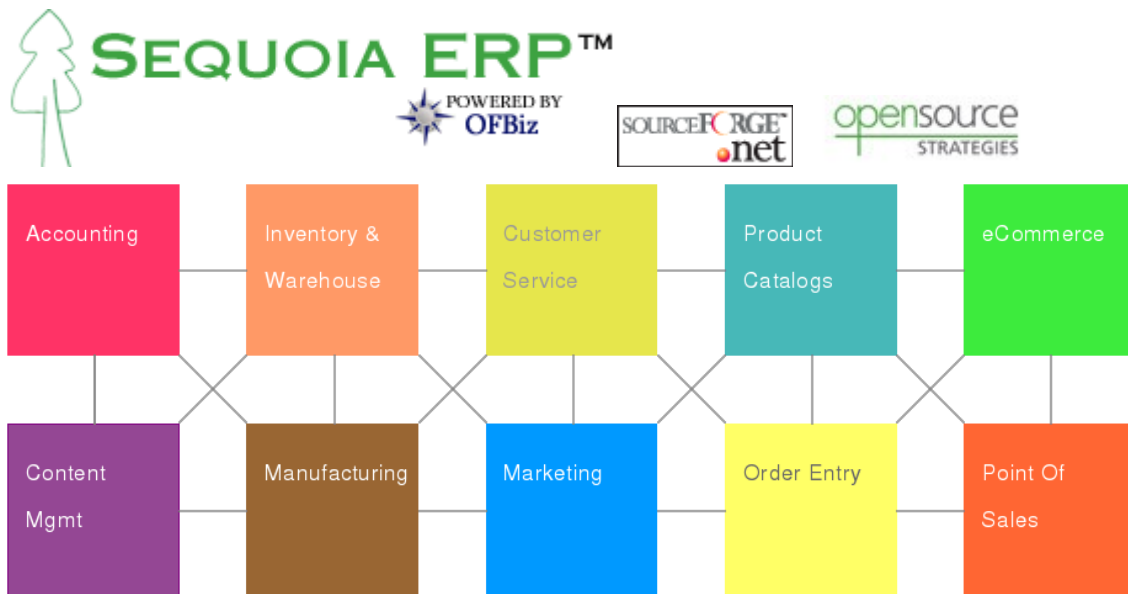 SEQUOIA ERP™
POWERED BY
OFBiz
SOURCEFORGE™
.net
opensource
STRATEGIES
Accounting
Inventory &
Warehouse
Customer
Service
Product
Catalogs
eCommerce
Content
Mgmt
Manufacturing
Marketing
Order Entry
Point Of
Sales